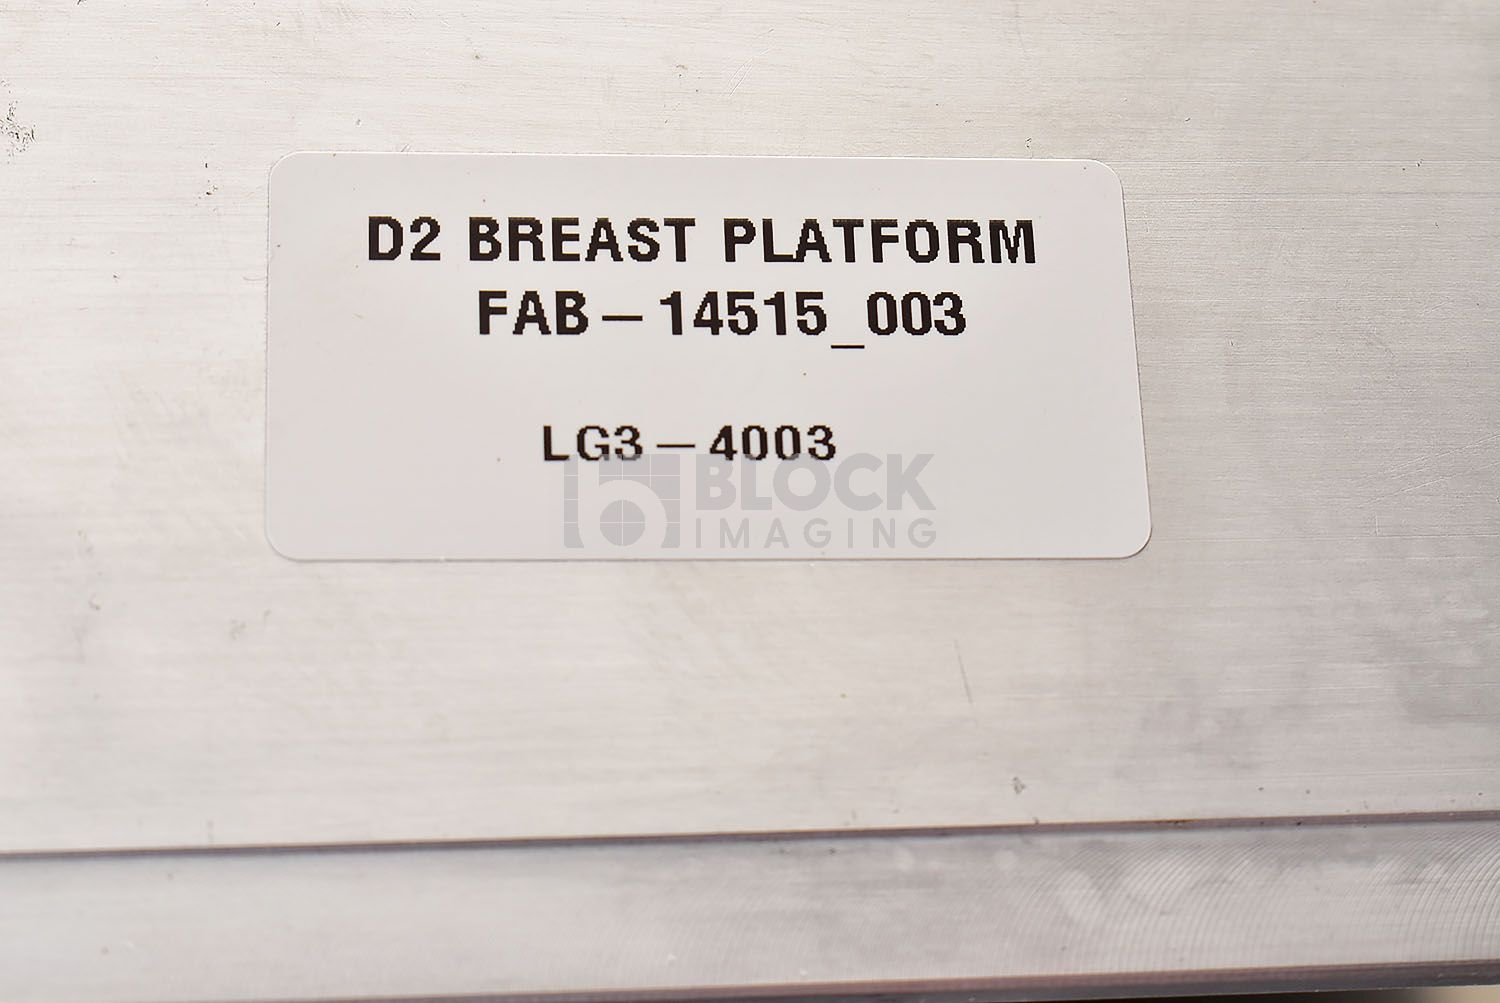 D2 BREAST PLATFORM
FAB-14515_003
LG3-4003
BLOCK
IMAGING